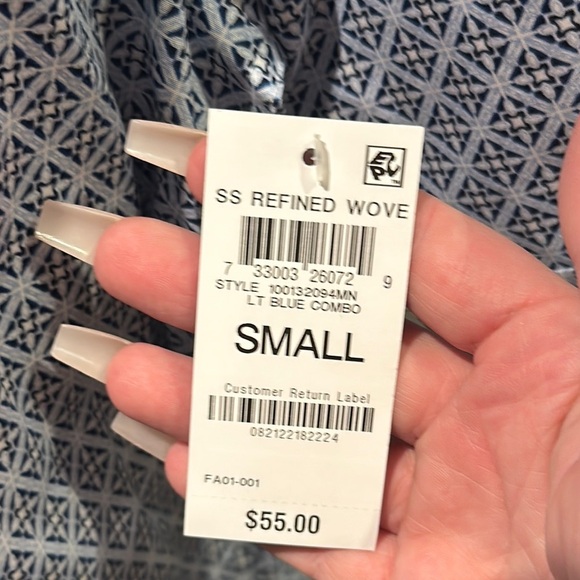 SS REFINED WOVE
7 33003 26072 9
STYLE 100132094MN
LT BLUE COMBO
SMALL
Customer Return Label
082122182224
FA01-001
$55.00